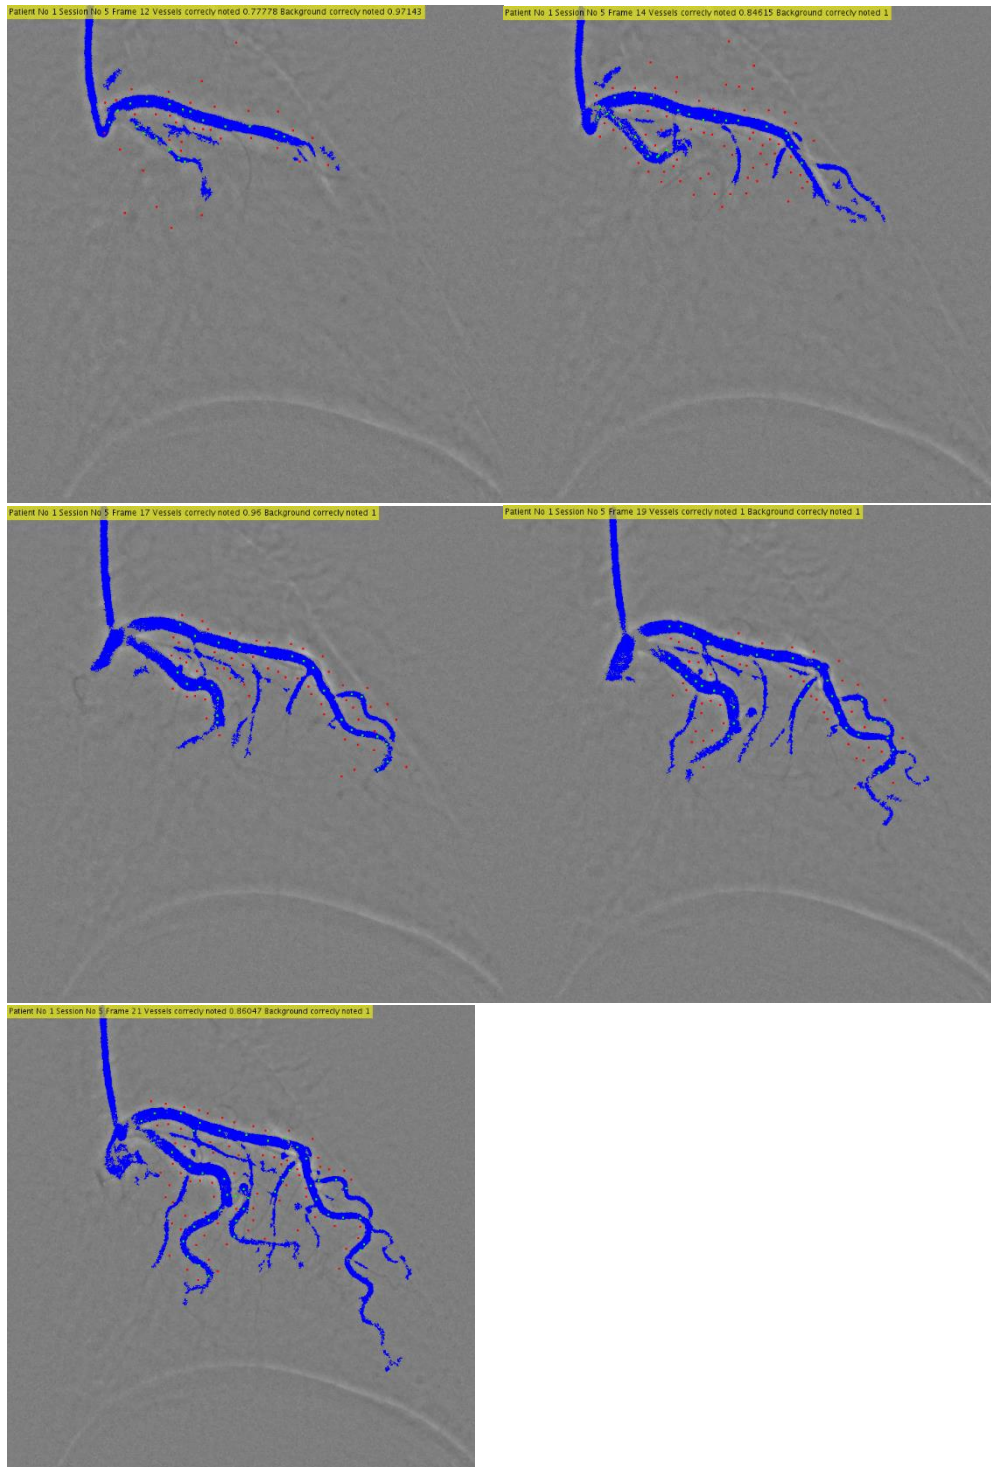 Patient No 1 Session No 5 Frame 12 Vessels correcly noted 0.77778 Background correcly noted 0.97143
Patient No 1 Session No 5 Frame 14 Vessels correcly noted 0.84615 Background correcly noted 1
Patient No 1 Session No 5 Frame 17 Vessels correcly noted 0.96 Background correcly noted 1
Patient No 1 Session No 5 Frame 19 Vessels correcly noted 1 Background correcly noted 1
Patient No 1 Session No 5 Frame 21 Vessels correcly noted 0.86047 Background correcly noted 1